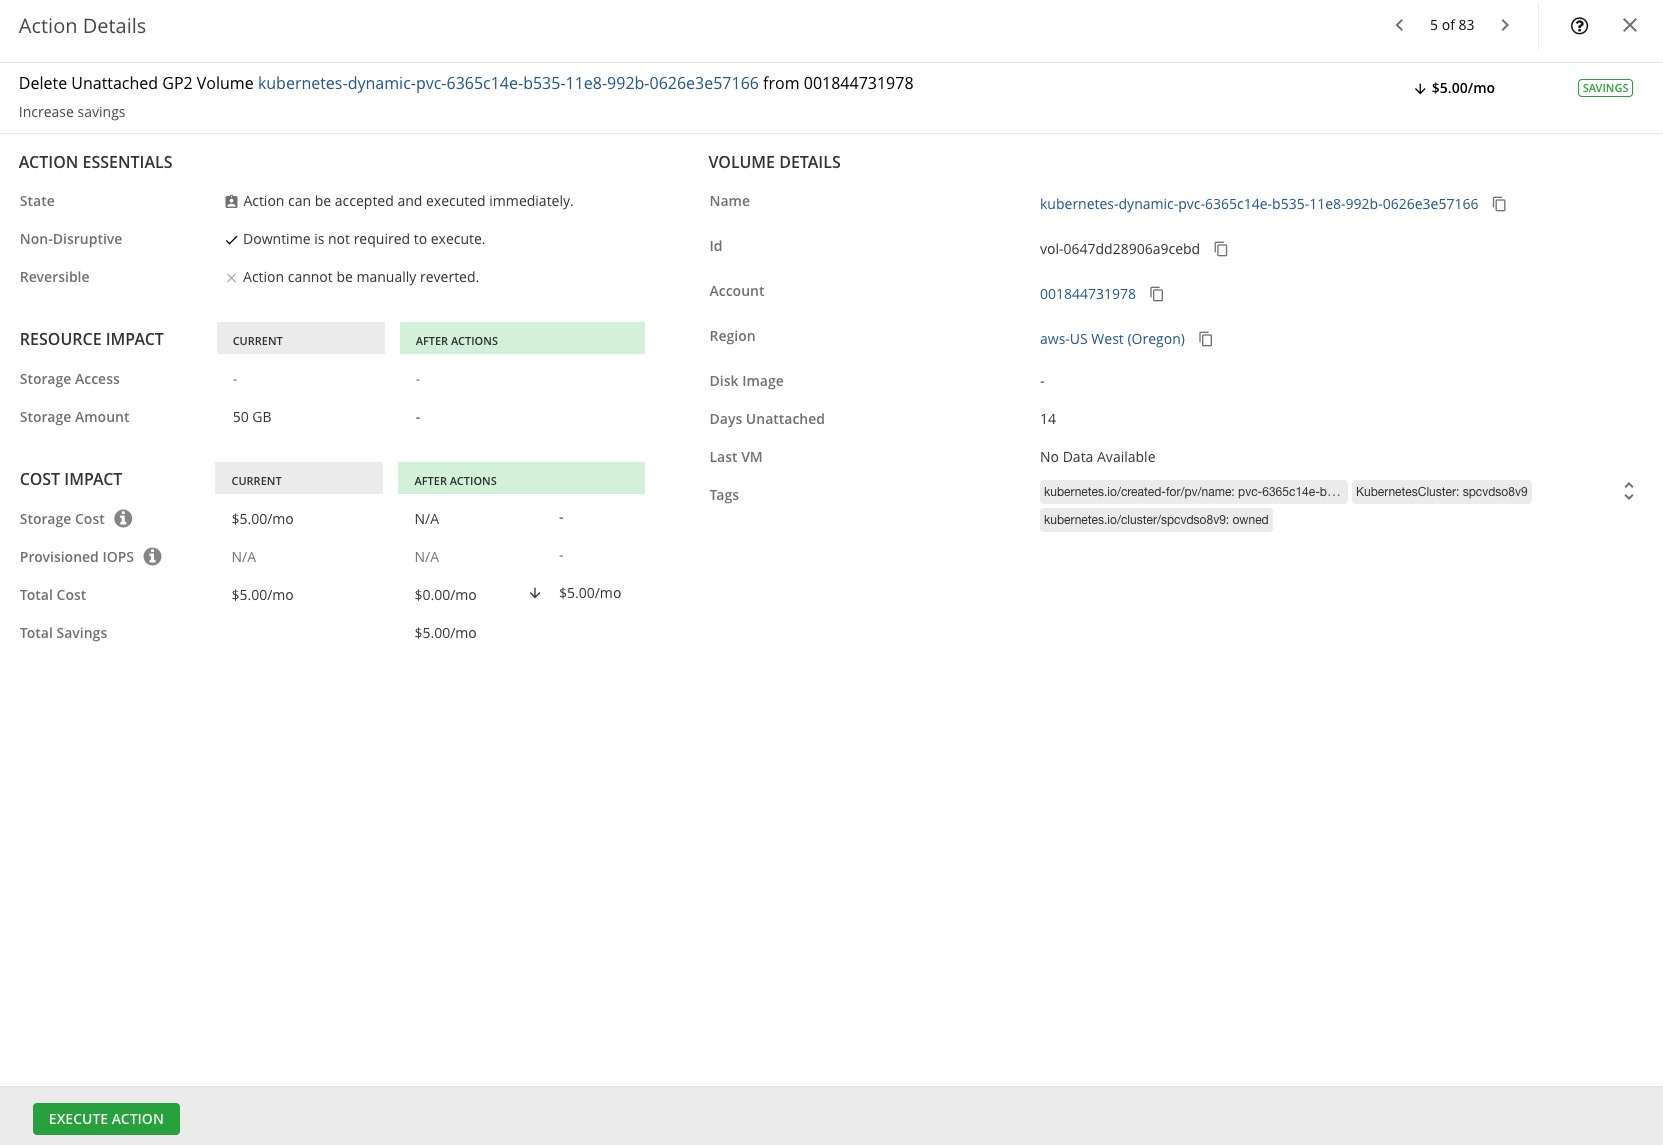 Action Details
5 of 83
Delete Unattached GP2 Volume kubernetes-dynamic-pvc-6365c14e-b535-11e8-992b-0626e3e57166 from 001844731978
$5.00/mo
SAVINGS
Increase savings
ACTION ESSENTIALS
State Action can be accepted and executed immediately.
Non-Disruptive Downtime is not required to execute.
Reversible Action cannot be manually reverted.
RESOURCE IMPACT CURRENT AFTER ACTIONS
Storage Access - -
Storage Amount 50 GB -
COST IMPACT CURRENT AFTER ACTIONS
Storage Cost $5.00/mo N/A -
Provisioned IOPS N/A N/A -
Total Cost $5.00/mo $0.00/mo $5.00/mo
Total Savings $5.00/mo
VOLUME DETAILS
Name kubernetes-dynamic-pvc-6365c14e-b535-11e8-992b-0626e3e57166
Id vol-0647dd28906a9cebd
Account 001844731978
Region aws-US West (Oregon)
Disk Image -
Days Unattached 14
Last VM No Data Available
Tags kubernetes.io/created-for/pv/name: pvc-6365c14e-b... KubernetesCluster: spcvdso8v9
kubernetes.io/cluster/spcvdso8v9: owned
EXECUTE ACTION